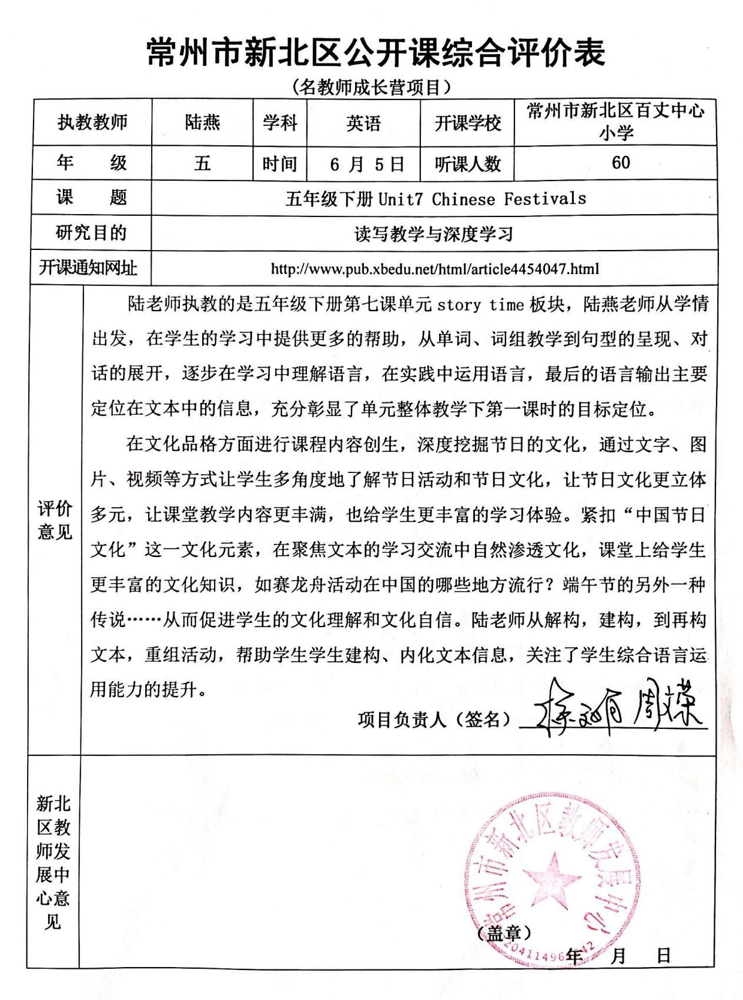 常州市新北区公开课综合评价表
（名教师成长营项目）
执教教师 陆燕 学科 英语 开课学校 常州市新北区百丈中心
小学
年 级 五 时间 6 月 5日 听课人数 60
课 题 五年级下册 Unit7 Chinese Festivals
研究目的 读写教学与深度学习
开课通知网址 http://www.pub.xbedu.net/html/article4454047.html
评价
意见
陆老师执教的是五年级下册第七课单元 story time 板块，陆燕老师从学情
出发，在学生的学习中提供更多的帮助，从单词、词组教学到句型的呈现、对
话的展开，逐步在学习中理解语言，在实践中运用语言，最后的语言输出主要
定位在文本中的信息，充分彰显了单元整体教学下第一课时的目标定位。
在文化品格方面进行课程内容创生，深度挖掘节日的文化，通过文字、图
片、视频等方式让学生多角度地了解节日活动和节日文化，让节日文化更立体
多元，让课堂教学内容更丰满，也给学生更丰富的学习体验。紧扣“中国节日
文化”这一文化元素，在聚焦文本的学习交流中自然渗透文化，课堂上给学生
更丰富的文化知识，如赛龙舟活动在中国的哪些地方流行？端午节的另外一种
传说……从而促进学生的文化理解和文化自信。陆老师从解构，建构，到再构
文本，重组活动，帮助学生学生建构、内化文本信息，关注了学生综合语言运
用能力的提升。
项目负责人（签名） 周文荣
新北
区教
师发
展中
心意
见
常州市新北区教师发展中心
（盖章）
年 月 日